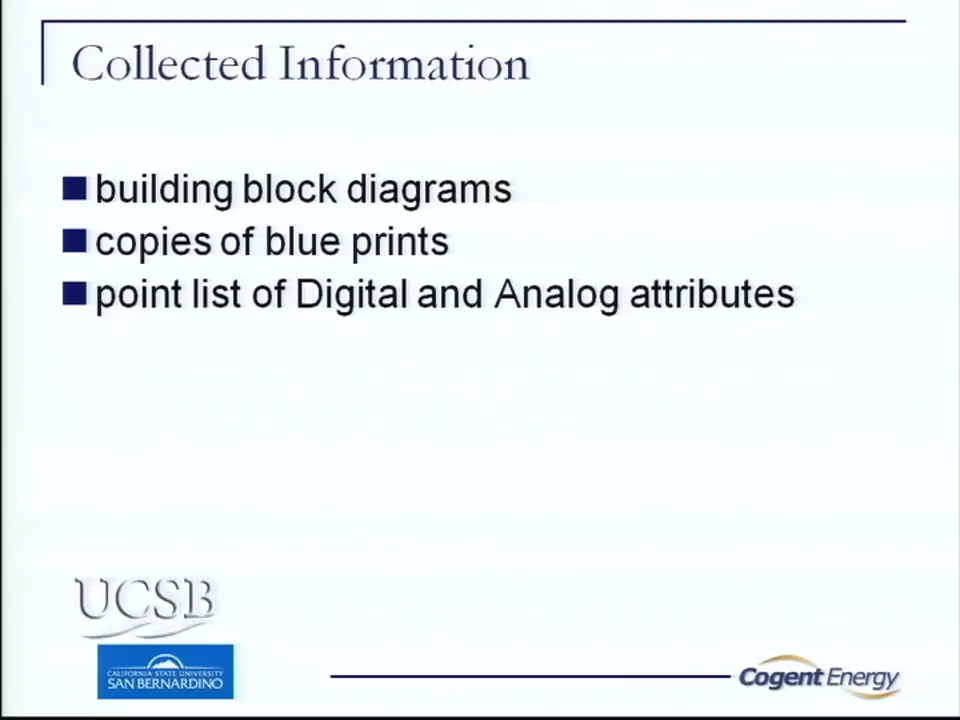 Collected Information
building block diagrams
copies of blue prints
point list of Digital and Analog attributes
UCSB
CALIFORNIA STATE UNIVERSITY
SAN BERNARDINO
Cogent Energy